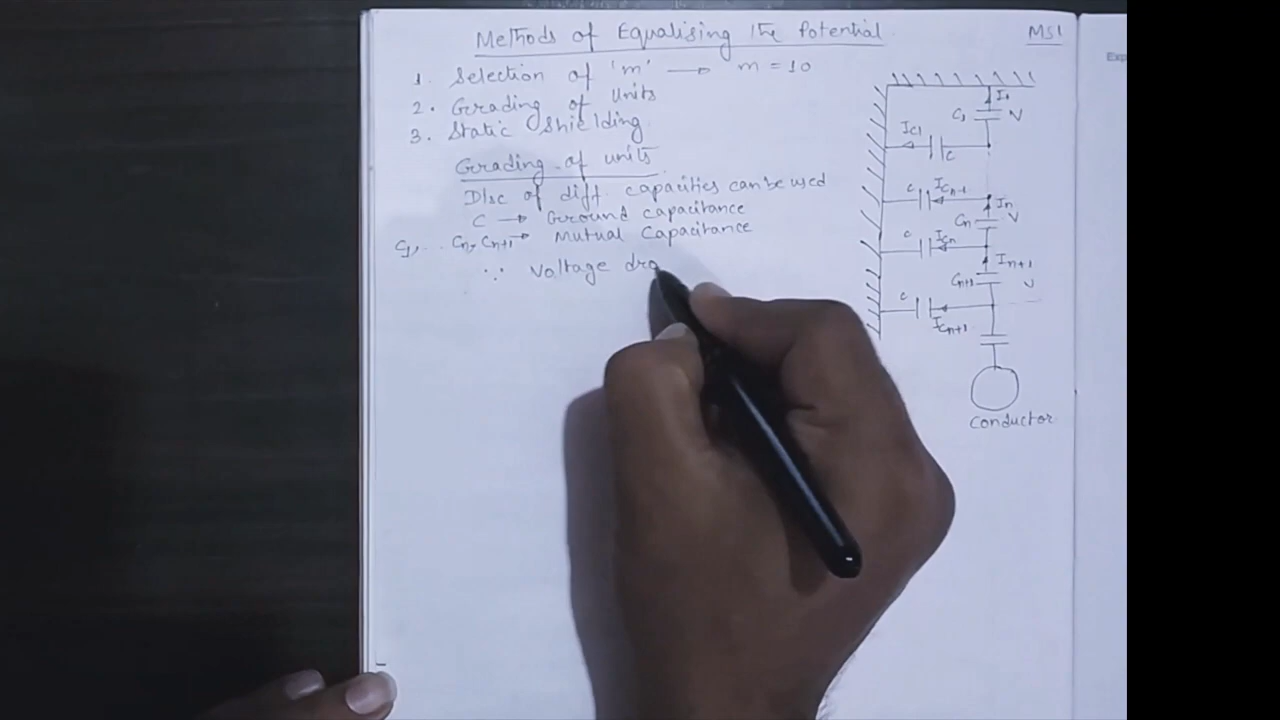 Methods of Equalising the Potential
MS1
1. Selection of 'm' → m = 10
2. Grading of Units
3. Static Shielding
Grading of units
Disc of diff. capacities can be used
C → Ground capacitance
C1, .. Cn, Cn+1 → Mutual Capacitance
∵ Voltage dro
C1 V
IC1
C
C ICn-1
In
Cn V
C ICn
In+1
Cn+1 V
C
ICn+1
Conductor
Exp